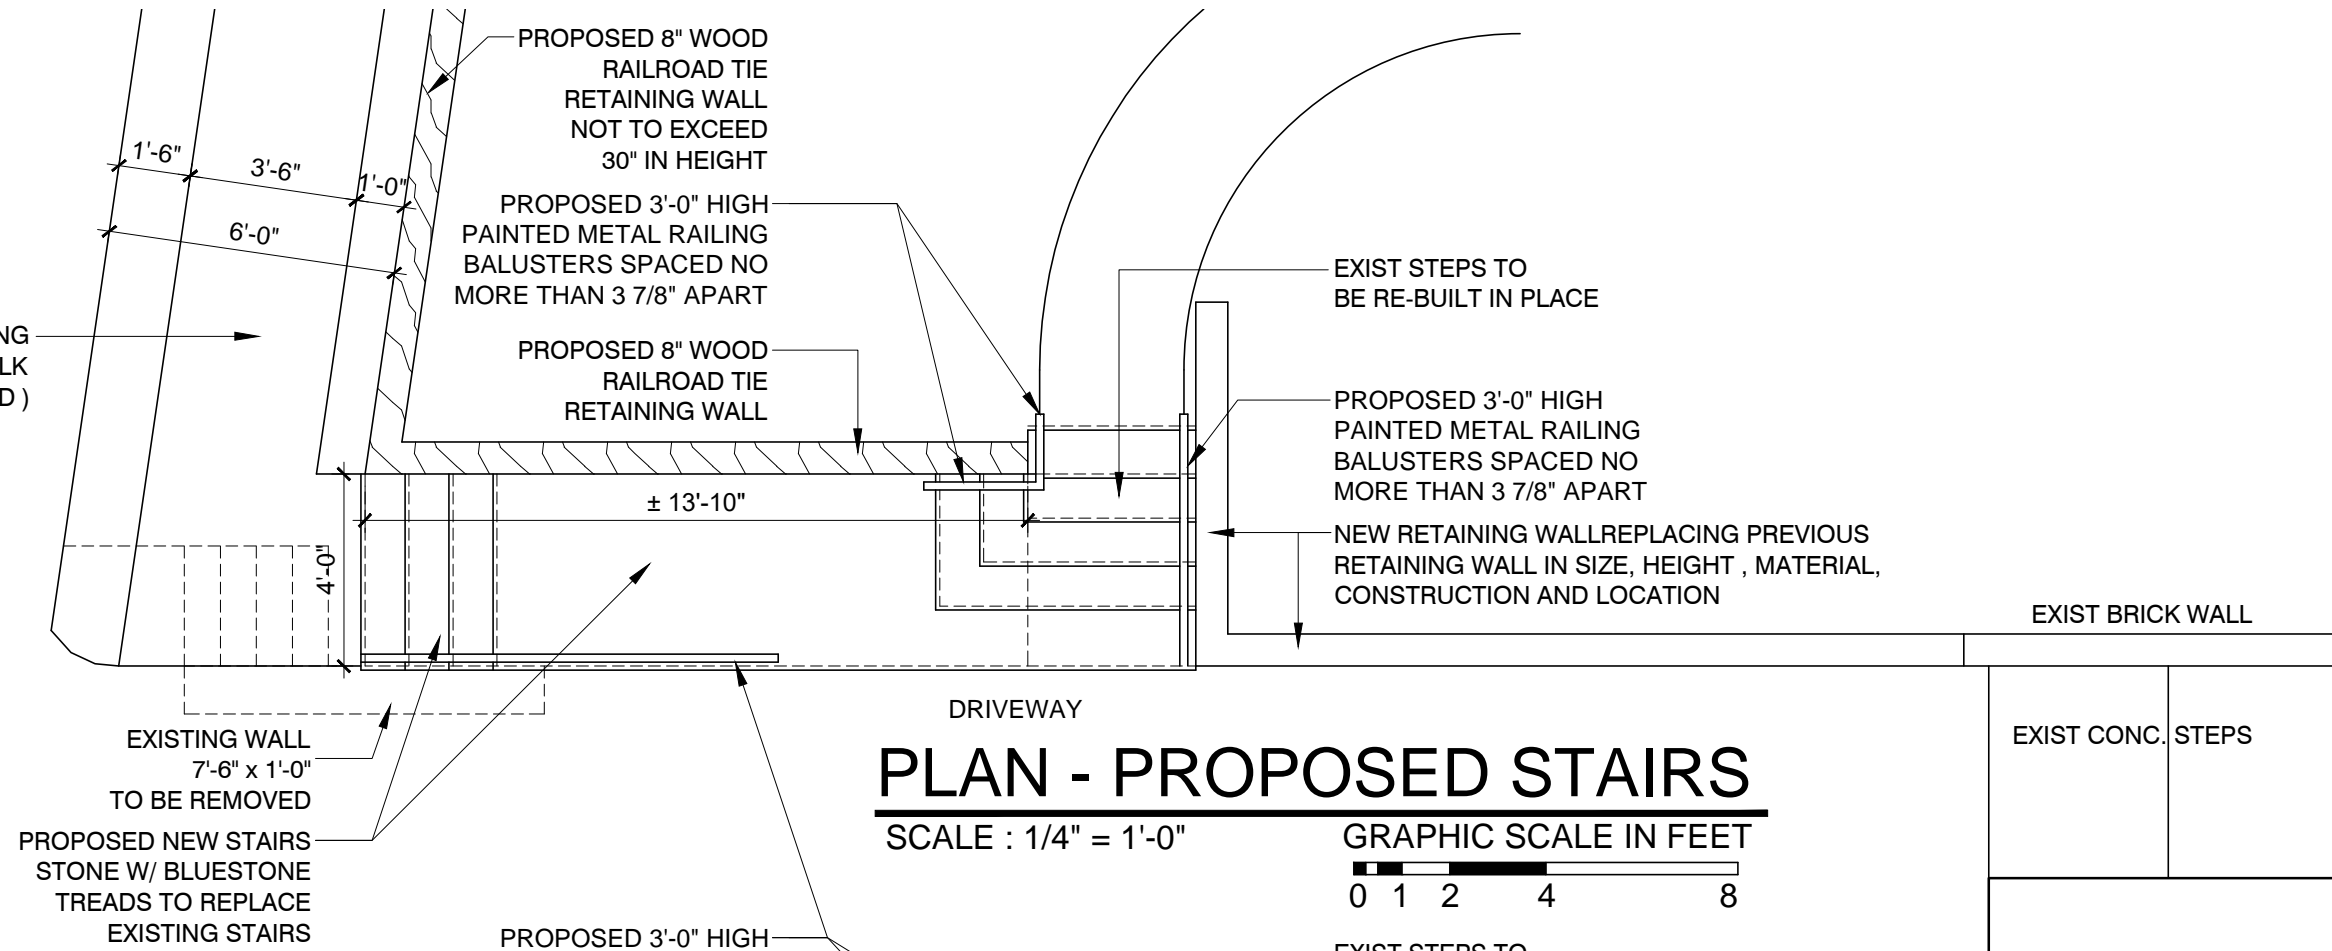 PROPOSED 8" WOOD
RAILROAD TIE
RETAINING WALL
NOT TO EXCEED
30" IN HEIGHT
1'-6"
3'-6"
1'-0"
6'-0"
PROPOSED 3'-0" HIGH
PAINTED METAL RAILING
BALUSTERS SPACED NO
MORE THAN 3 7/8" APART
EXIST STEPS TO
BE RE-BUILT IN PLACE
NG
LK
D )
PROPOSED 8" WOOD
RAILROAD TIE
RETAINING WALL
PROPOSED 3'-0" HIGH
PAINTED METAL RAILING
BALUSTERS SPACED NO
MORE THAN 3 7/8" APART
± 13'-10"
4'-0"
NEW RETAINING WALLREPLACING PREVIOUS
RETAINING WALL IN SIZE, HEIGHT , MATERIAL,
CONSTRUCTION AND LOCATION
EXIST BRICK WALL
DRIVEWAY
EXIST CONC. STEPS
EXISTING WALL
7'-6" x 1'-0"
TO BE REMOVED
PROPOSED NEW STAIRS
STONE W/ BLUESTONE
TREADS TO REPLACE
EXISTING STAIRS
PLAN - PROPOSED STAIRS
SCALE : 1/4" = 1'-0"
GRAPHIC SCALE IN FEET
0 1 2 4 8
PROPOSED 3'-0" HIGH
EXIST STEPS TO